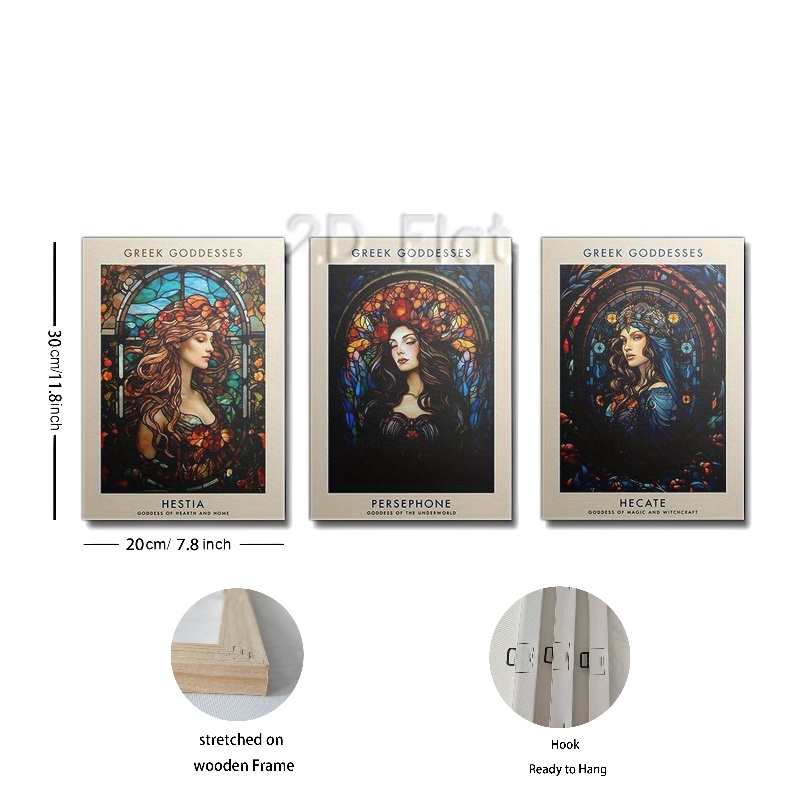 2D Flat
GREEK GODDESSES
HESTIA
GODDESS OF HEARTH AND HOME
GREEK GODDESSES
PERSEPHONE
GODDESS OF THE UNDERWORLD
GREEK GODDESSES
HECATE
GODDESS OF MAGIC AND WITCHCRAFT
30cm/11.8inch
20cm/ 7.8 inch
stretched on
wooden Frame
Hook
Ready to Hang